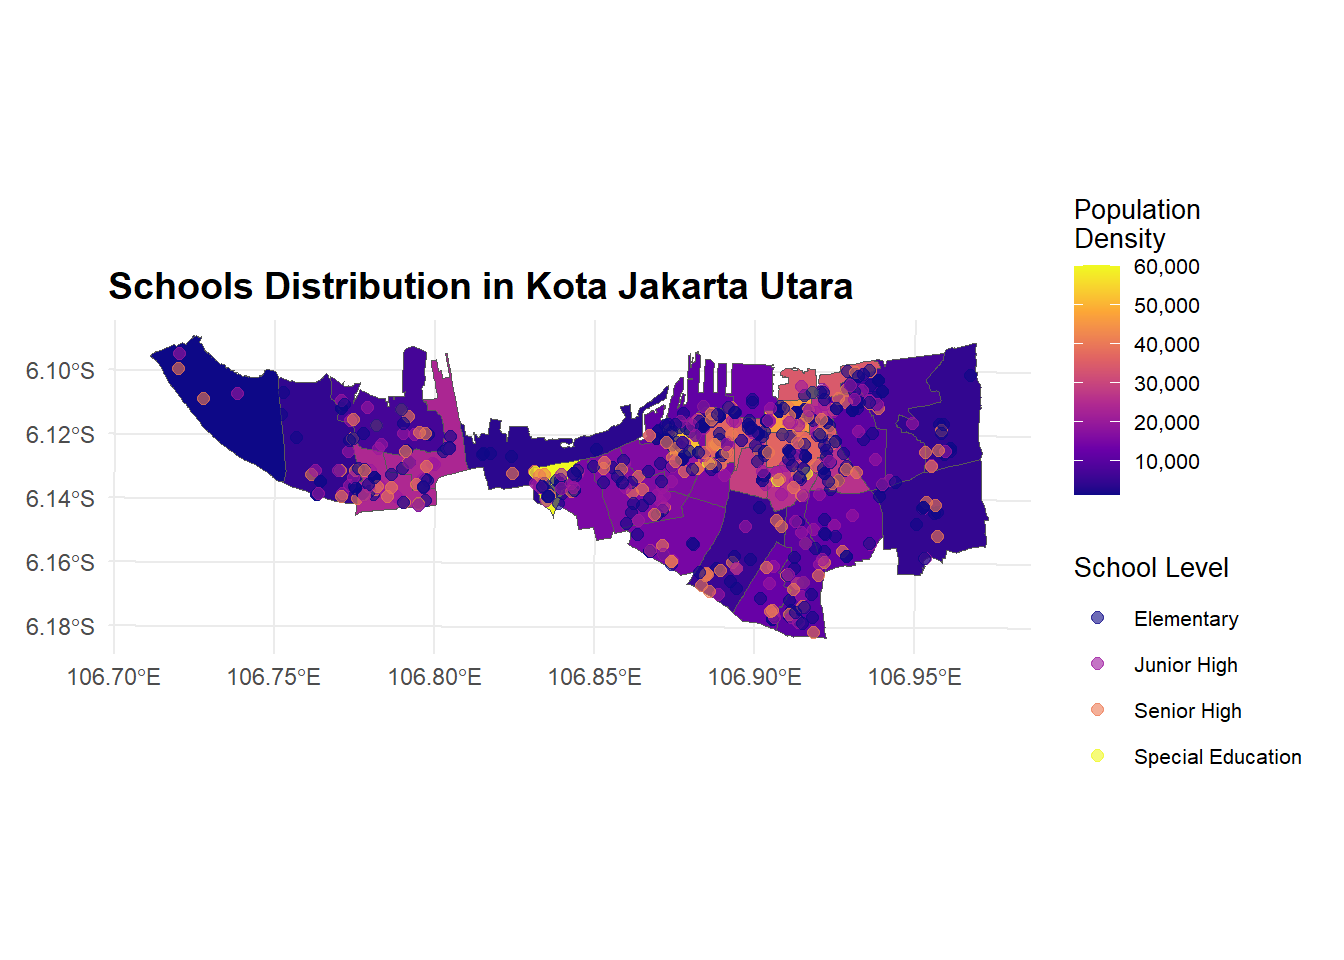 Schools Distribution in Kota Jakarta Utara
6.10°S
6.12°S
6.14°S
6.16°S
6.18°S
106.70°E
106.75°E
106.80°E
106.85°E
106.90°E
106.95°E
Population
Density
60,000
50,000
40,000
30,000
20,000
10,000
School Level
Elementary
Junior High
Senior High
Special Education